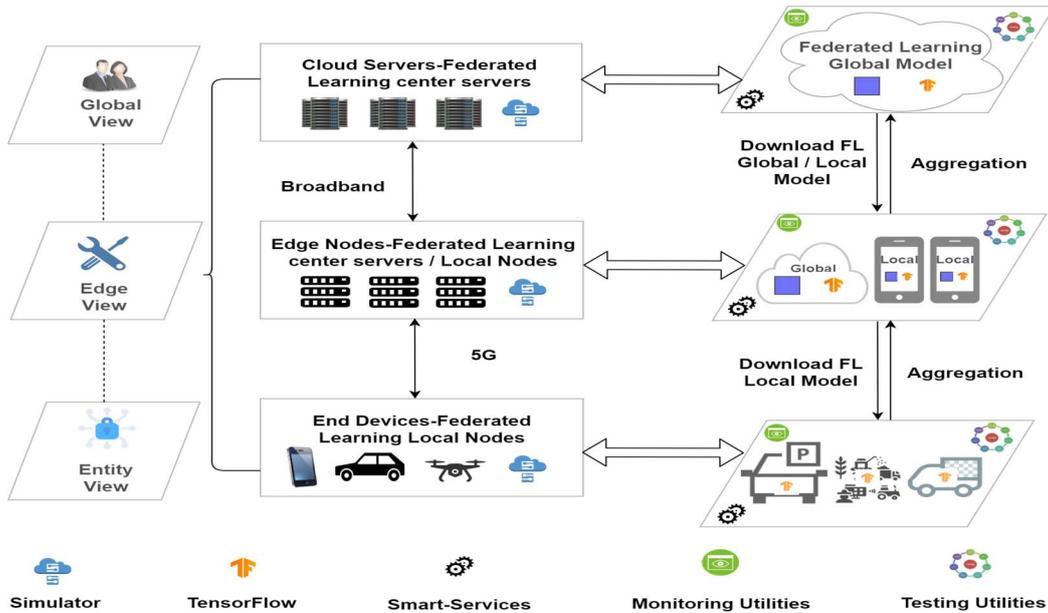 Global
View
Cloud Servers-Federated
Learning center servers
Federated Learning
Global Model
Broadband
Download FL
Global / Local
Model
Aggregation
Edge
View
Edge Nodes-Federated Learning
center servers / Local Nodes
Global
Local
Local
5G
Download FL
Local Model
Aggregation
Entity
View
End Devices-Federated
Learning Local Nodes
P
Simulator
TensorFlow
Smart-Services
Monitoring Utilities
Testing Utilities